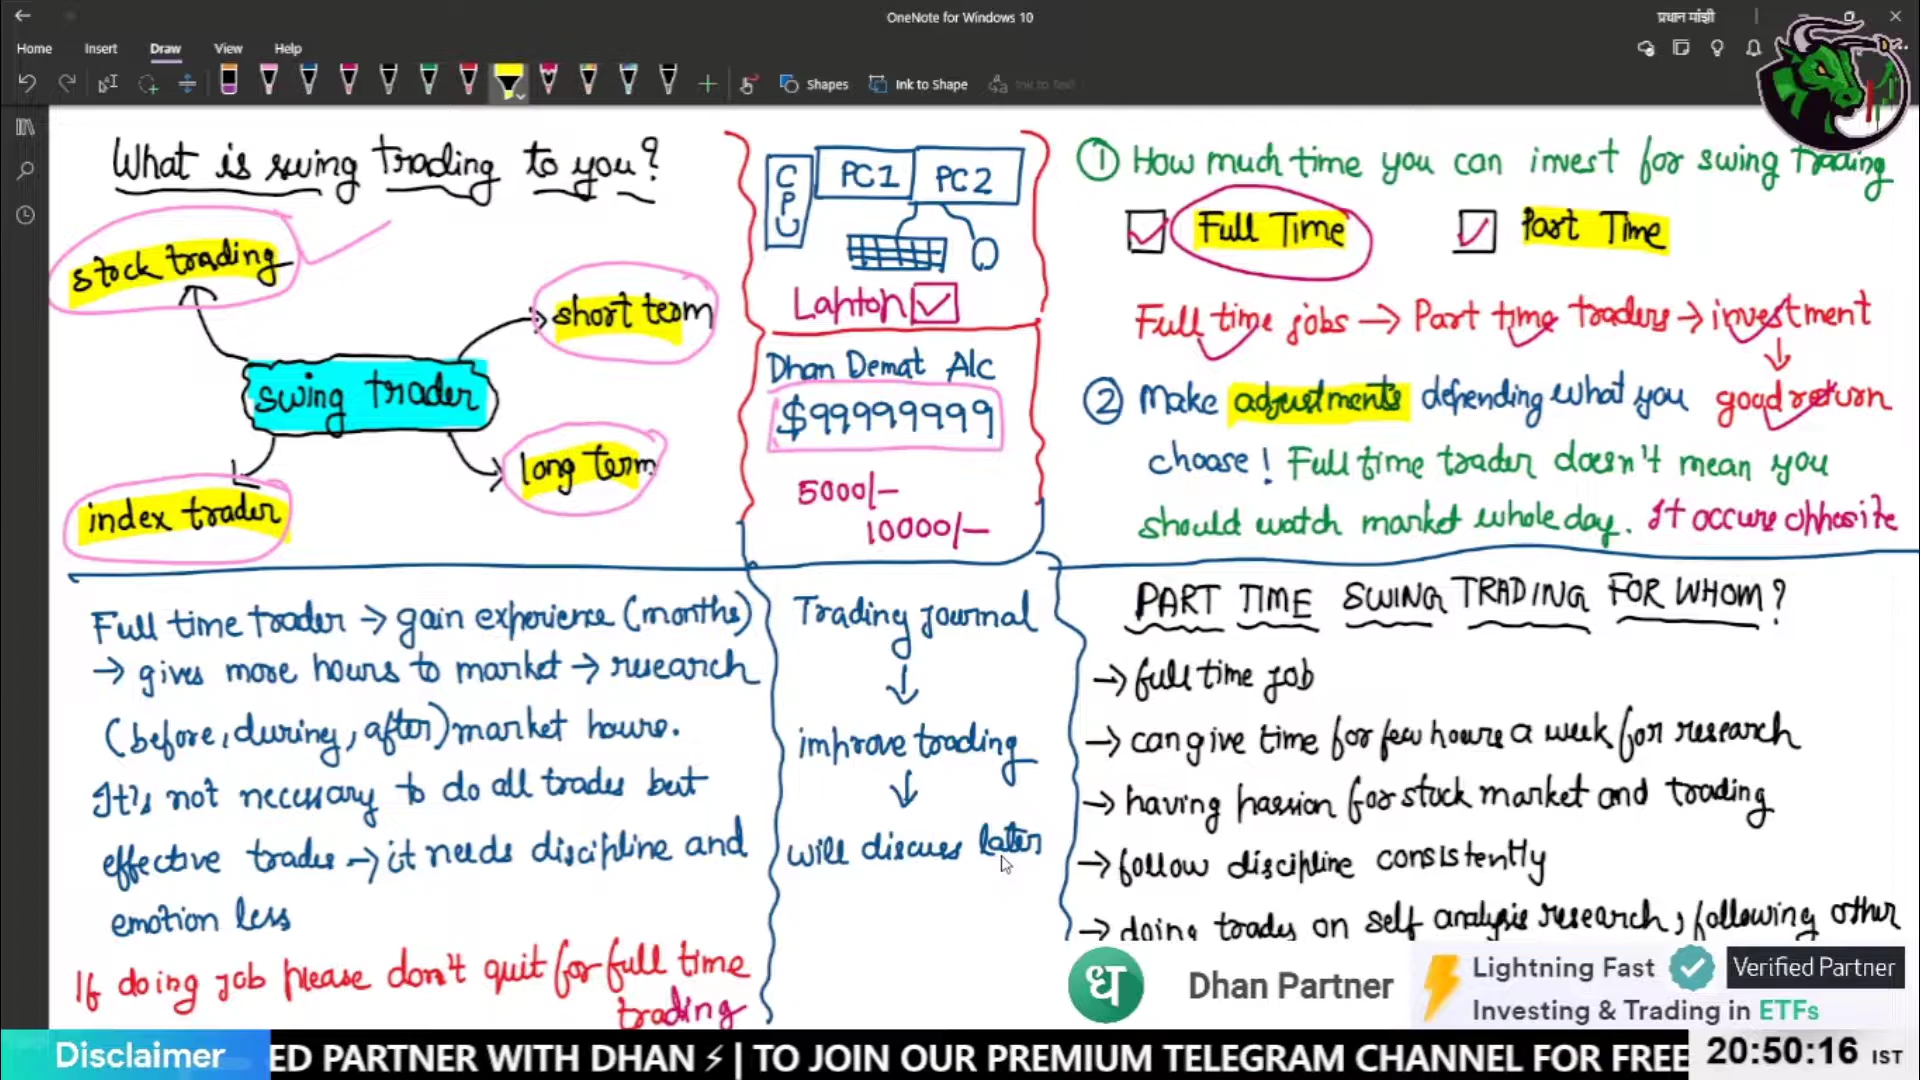 OneNote for Windows 10
प्रधान मांझी
Home Insert Draw View Help
Shapes Ink to Shape Ink to Text
What is swing trading to you?
stock trading
short term
swing trader
long term
index trader
CPU PC1 PC2
Laptop
Dhan Demat A/c
$99999999
5000/-
10000/-
① How much time you can invest for swing trading
Full Time Part Time
Full time jobs → Part time traders → investment
↓
good return
② Make adjustments depending what you
choose! Full time trader doesn't mean you
should watch market whole day. It occurs opposite
Full time trader → gain experience (months)
→ gives more hours to market → research
(before, during, after) market hours.
It's not necessary to do all trades but
effective trades → it needs discipline and
emotion less
If doing job please don't quit for full time
trading
Trading journal
↓
improve trading
↓
will discuss later
PART TIME SWING TRADING FOR WHOM?
→ full time job
→ can give time for few hours a week for research
→ having passion for stock market and trading
→ follow discipline consistently
→ doing trades on self analysis research, following other
ध Dhan Partner
Lightning Fast Verified Partner
Investing & Trading in ETFs
Disclaimer
ED PARTNER WITH DHAN ⚡ | TO JOIN OUR PREMIUM TELEGRAM CHANNEL FOR FREE
20:50:16 IST